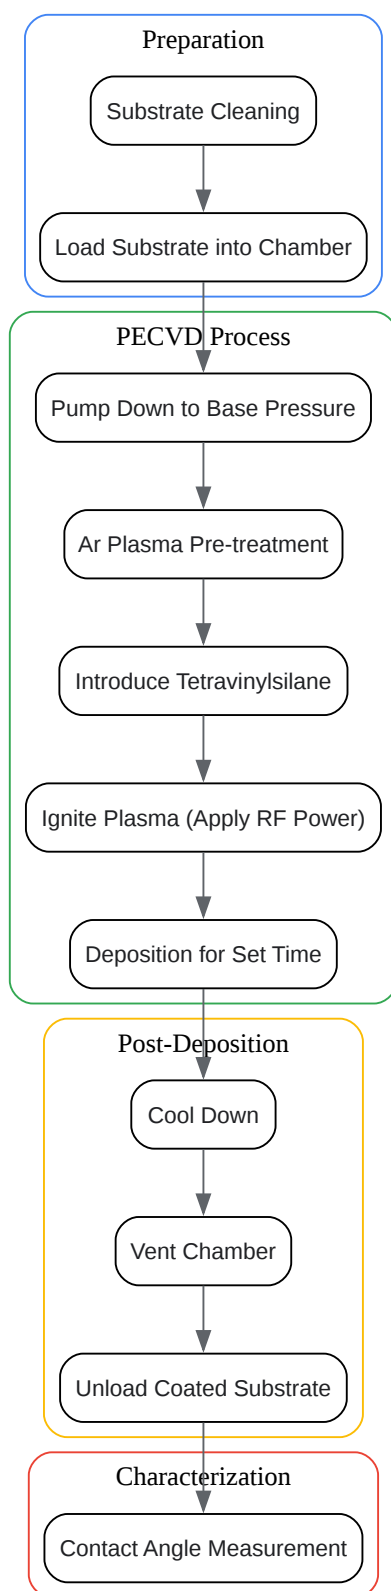 Preparation
Substrate Cleaning
Load Substrate into Chamber
PECVD Process
Pump Down to Base Pressure
Ar Plasma Pre-treatment
Introduce Tetravinylsilane
Ignite Plasma (Apply RF Power)
Deposition for Set Time
Post-Deposition
Cool Down
Vent Chamber
Unload Coated Substrate
Characterization
Contact Angle Measurement